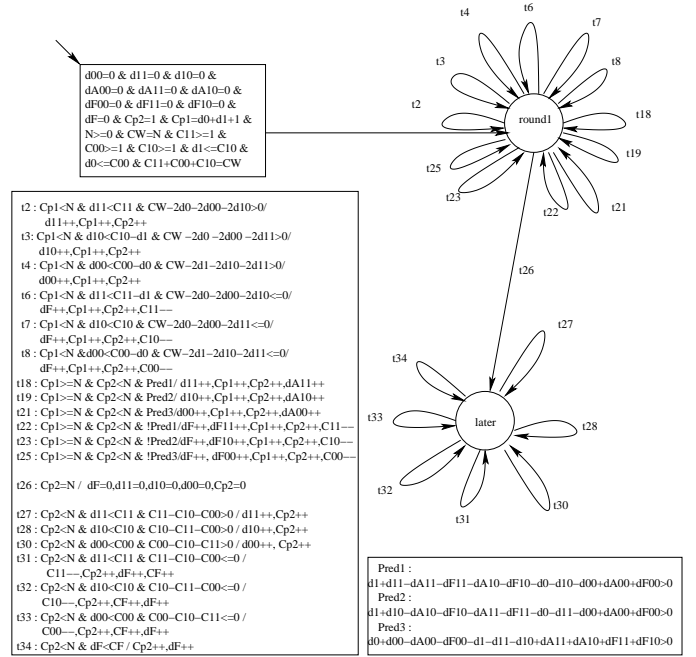 d00=0 & d11=0 & d10=0 &
dA00=0 & dA11=0 & dA10=0 &
dF00=0 & dF11=0 & dF10=0 &
dF=0 & Cp2=1 & Cp1=d0+d1+1 &
N>=0 & CW=N & C11>=1 &
C00>=1 & C10>=1 & d1<=C10 &
d0<=C00 & C11+C00+C10=CW
t4
t6
t7
t3
t8
t2
round1
t18
t19
t25
t23
t22
t21
t26
t27
t34
t33
later
t28
t32
t31
t30
t2 : Cp1<N & d11<C11 & CW−2d0−2d00−2d10>0/
d11++,Cp1++,Cp2++
t3: Cp1<N & d10<C10−d1 & CW −2d0 −2d00 −2d11>0/
d10++,Cp1++,Cp2++
t4 : Cp1<N & d00<C00−d0 & CW−2d1−2d10−2d11>0/
d00++,Cp1++,Cp2++
t6 : Cp1<N & d11<C11−d1 & CW−2d0−2d00−2d10<=0/
dF++,Cp1++,Cp2++,C11−−
t7 : Cp1<N & d10<C10 & CW−2d0−2d00−2d11<=0/
dF++,Cp1++,Cp2++,C10−−
t8 : Cp1<N &d00<C00−d0 & CW−2d1−2d10−2d11<=0/
dF++,Cp1++,Cp2++,C00−−
t18 : Cp1>=N & Cp2<N & Pred1/ d11++,Cp1++,Cp2++,dA11++
t19 : Cp1>=N & Cp2<N & Pred2/ d10++,Cp1++,Cp2++,dA10++
t21 : Cp1>=N & Cp2<N & Pred3/d00++,Cp1++,Cp2++,dA00++
t22 : Cp1>=N & Cp2<N & !Pred1/dF++,dF11++,Cp1++,Cp2++,C11−−
t23 : Cp1>=N & Cp2<N & !Pred2/dF++,dF10++,Cp1++,Cp2++,C10−−
t25 : Cp1>=N & Cp2<N & !Pred3/dF++, dF00++,Cp1++,Cp2++,C00−−
t26 : Cp2=N / dF=0,d11=0,d10=0,d00=0,Cp2=0
t27 : Cp2<N & d11<C11 & C11−C10−C00>0 / d11++,Cp2++
t28 : Cp2<N & d10<C10 & C10−C11−C00>0 / d10++,Cp2++
t30 : Cp2<N & d00<C00 & C00−C10−C11>0 / d00++, Cp2++
t31 : Cp2<N & d11<C11 & C11−C10−C00<=0 /
C11−−,Cp2++,dF++,CF++
t32 : Cp2<N & d10<C10 & C10−C11−C00<=0 /
C10−−,Cp2++,CF++,dF++
t33 : Cp2<N & d00<C00 & C00−C10−C11<=0 /
C00−−,Cp2++,CF++,dF++
t34 : Cp2<N & dF<CF / Cp2++,dF++
Pred1 :
d1+d11−dA11−dF11−dA10−dF10−d0−d10−d00+dA00+dF00>0
Pred2 :
d1+d10−dA10−dF10−dA11−dF11−d0−d11−d00+dA00+dF00>0
Pred3 :
d0+d00−dA00−dF00−d1−d11−d10+dA11+dA10+dF11+dF10>0